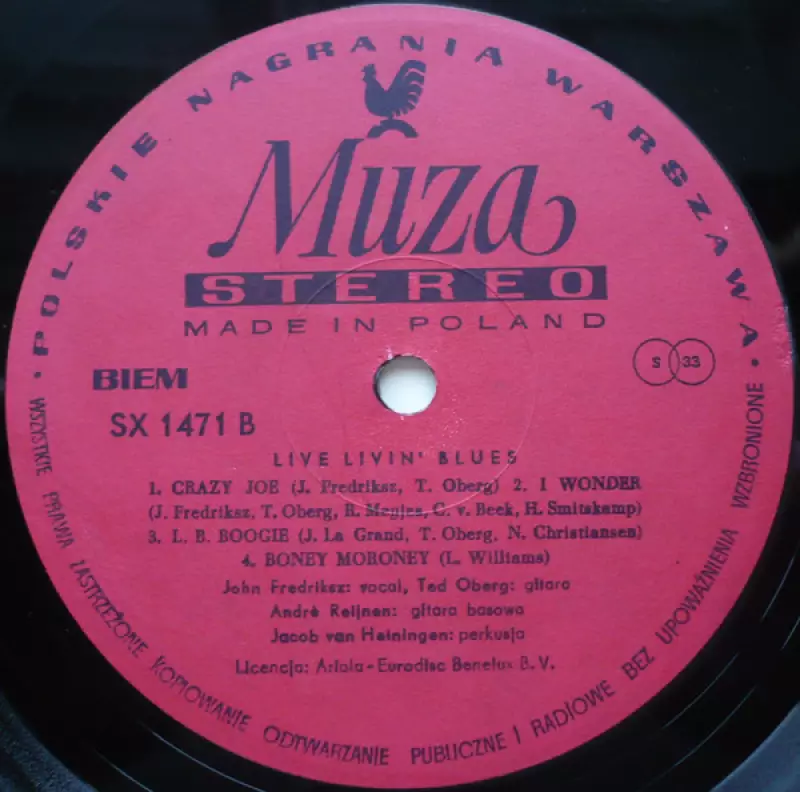 • POLSKIE NAGRANIA WARSZAWA •
Muza
STEREO
MADE IN POLAND
BIEM
S 33
SX 1471 B
LIVE LIVIN' BLUES
1. CRAZY JOE (J. Fredriksz, T. Oberg) 2. I WONDER
(J. Fredriksz, T. Oberg, R. Menjes, C. v. Beek, H. Smitskamp)
3. L. B. BOOGIE (J. La Grand, T. Oberg, N. Christiansen)
4. BONEY MORONEY (L. Williams)
John Fredriksz: vocal, Ted Oberg: gitara
Andrè Reijnen: gitara basowa
Jacob van Heiningen: perkusja
Licencja: Ariola-Eurodisc Benelux B. V.
WSZYSTKIE PRAWA ZASTRZEŻONE KOPIOWANIE ODTWARZANIE PUBLICZNE I RADIOWE BEZ UPOWAŻNIENIA WZBRONIONE